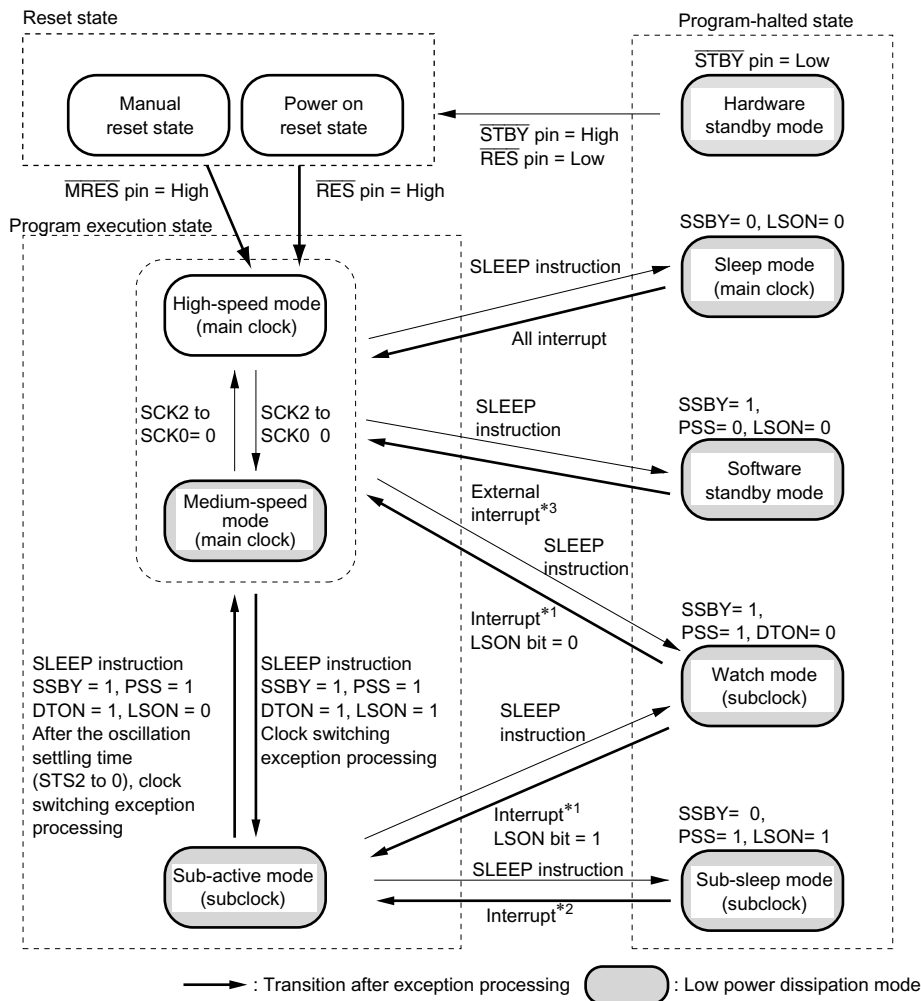 Reset state
Program-halted state
Manual
reset state
Power on
reset state
STBY pin = Low
Hardware
standby mode
STBY pin = High
RES pin = Low
MRES pin = High
RES pin = High
Program execution state
SSBY= 0, LSON= 0
Sleep mode
(main clock)
SLEEP instruction
All interrupt
High-speed mode
(main clock)
SCK2 to
SCK0= 0
SCK2 to
SCK0 0
Medium-speed
mode
(main clock)
SLEEP
instruction
External
interrupt*3
SSBY= 1,
PSS= 0, LSON= 0
Software
standby mode
SLEEP
instruction
Interrupt*1
LSON bit = 0
SSBY= 1,
PSS= 1, DTON= 0
Watch mode
(subclock)
SLEEP instruction
SSBY = 1, PSS = 1
DTON = 1, LSON = 0
After the oscillation
settling time
(STS2 to 0), clock
switching exception
processing
SLEEP instruction
SSBY = 1, PSS = 1
DTON = 1, LSON = 1
Clock switching
exception processing
SLEEP
instruction
Interrupt*1
LSON bit = 1
SSBY= 0,
PSS= 1, LSON= 1
Sub-active mode
(subclock)
SLEEP instruction
Interrupt*2
Sub-sleep mode
(subclock)
: Transition after exception processing
: Low power dissipation mode